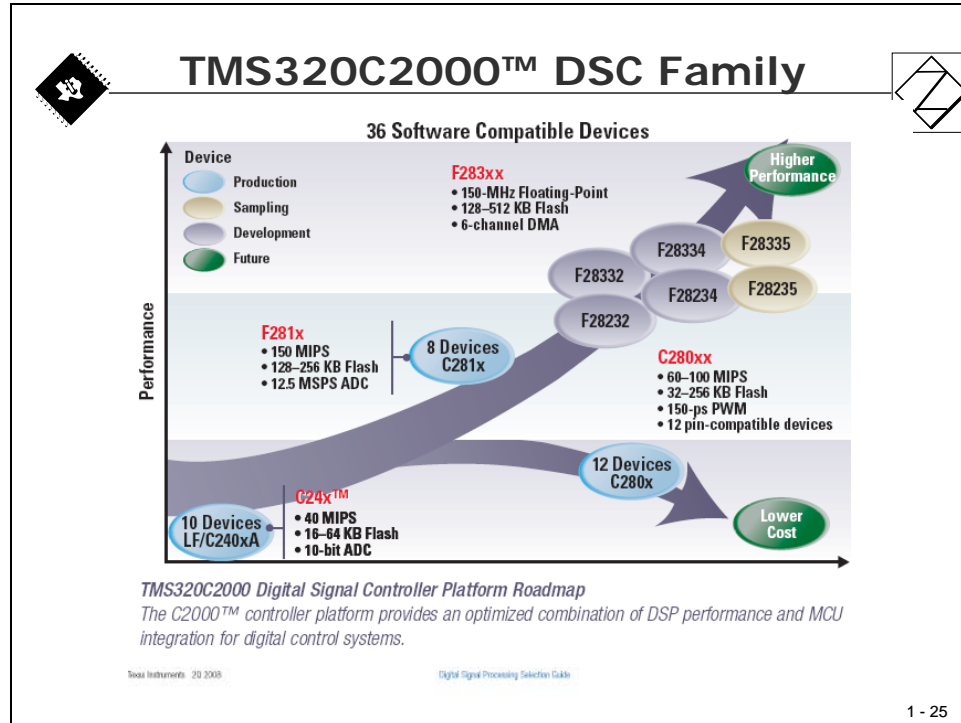 TMS320C2000™ DSC Family
36 Software Compatible Devices
Device
Production
Sampling
Development
Future
Performance
F283xx
• 150-MHz Floating-Point
• 128–512 KB Flash
• 6-channel DMA
Higher
Performance
F28335
F28334
F28332
F28235
F28234
F28232
F281x
• 150 MIPS
• 128–256 KB Flash
• 12.5 MSPS ADC
8 Devices
C281x
C280xx
• 60–100 MIPS
• 32–256 KB Flash
• 150-ps PWM
• 12 pin-compatible devices
12 Devices
C280x
C24x™
• 40 MIPS
• 16–64 KB Flash
• 10-bit ADC
10 Devices
LF/C240xA
Lower
Cost
TMS320C2000 Digital Signal Controller Platform Roadmap
The C2000™ controller platform provides an optimized combination of DSP performance and MCU
integration for digital control systems.
Texas Instruments 2Q 2008
Digital Signal Processing Selection Guide
1 - 25